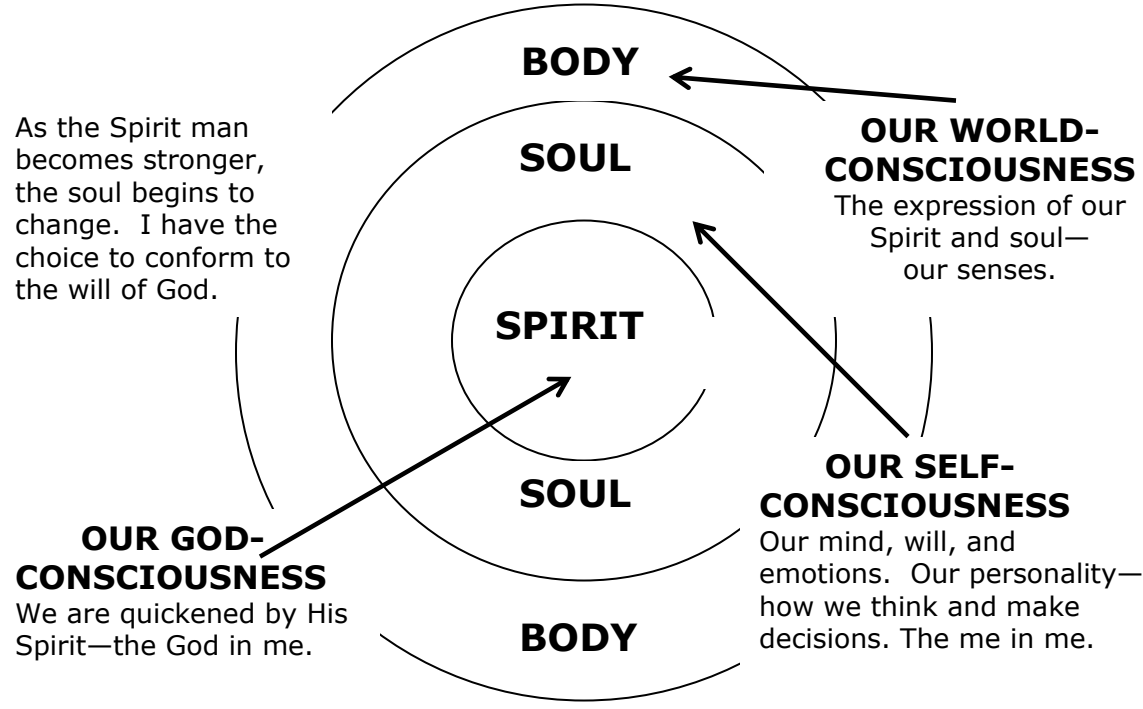 BODY
As the Spirit man
becomes stronger,
the soul begins to
change.  I have the
choice to conform to
the will of God.
SOUL
OUR WORLD-
CONSCIOUSNESS
The expression of our
Spirit and soul—
our senses.
SPIRIT
SOUL
OUR SELF-
CONSCIOUSNESS
Our mind, will, and
emotions.  Our personality—
how we think and make
decisions. The me in me.
OUR GOD-
CONSCIOUSNESS
We are quickened by His
Spirit—the God in me.
BODY